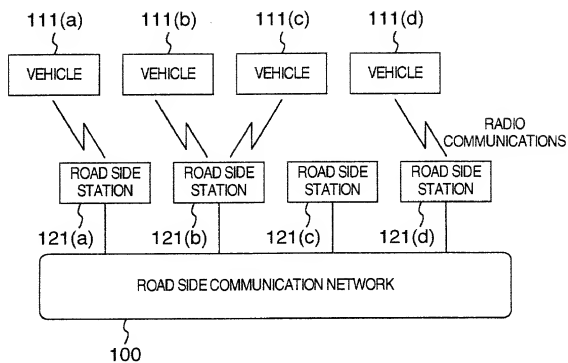 111(a) 111(b) 111(c) 111(d)
VEHICLE VEHICLE VEHICLE VEHICLE
RADIO
COMMUNICATIONS
ROAD SIDE ROAD SIDE ROAD SIDE ROAD SIDE
STATION STATION STATION STATION
121(a) 121(b) 121(c) 121(d)
ROAD SIDE COMMUNICATION NETWORK
100